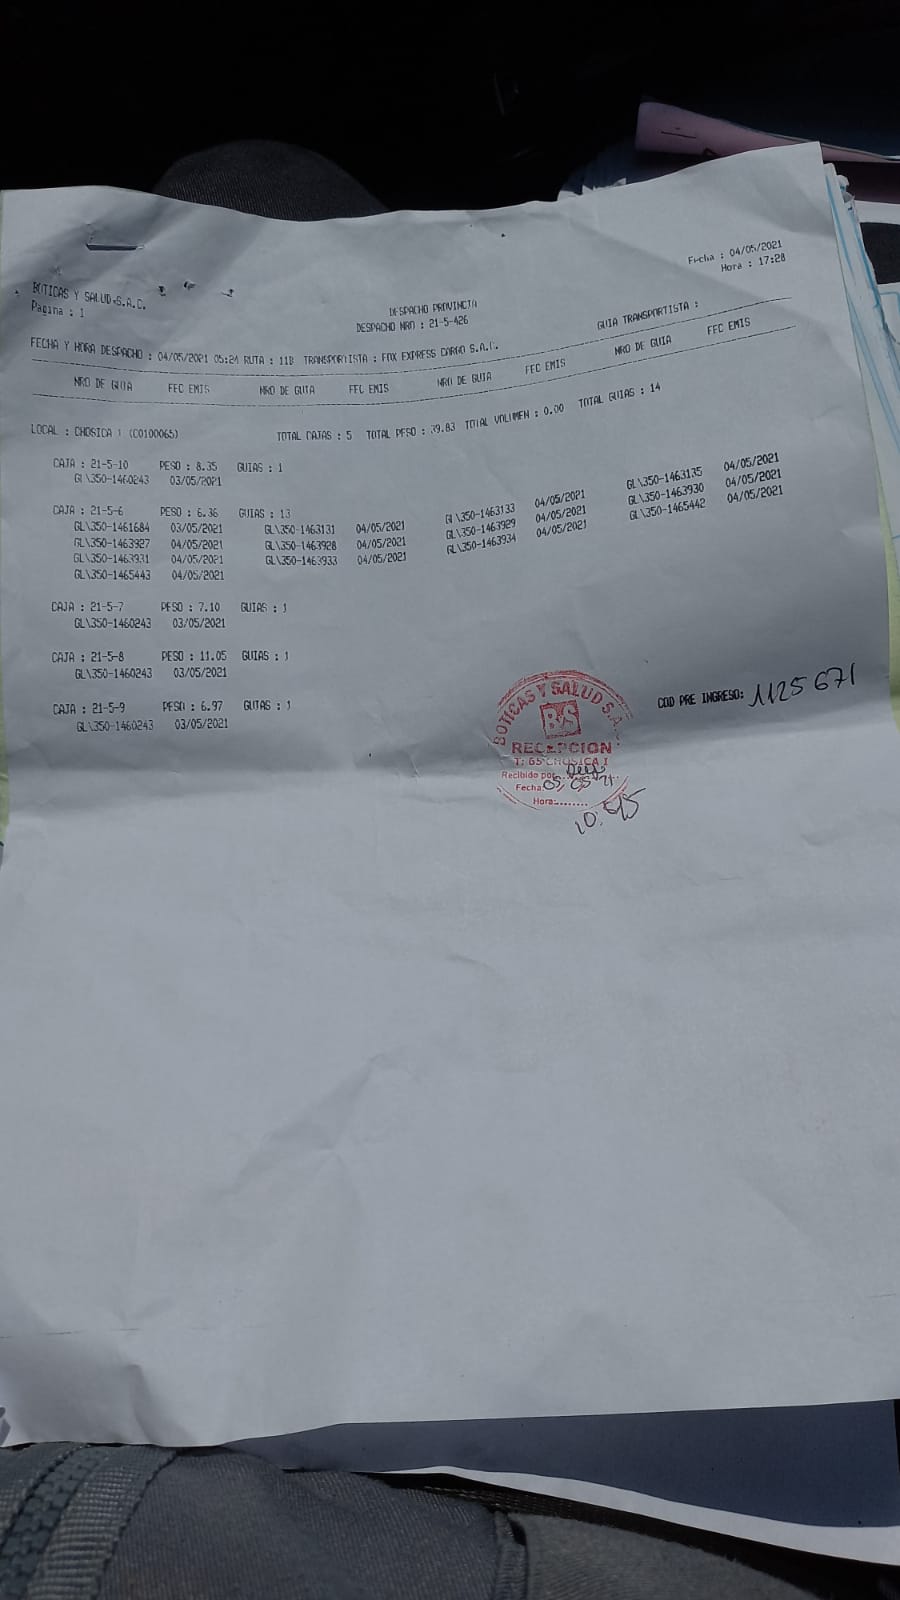 BOTICAS Y SALUD.S.A.C.
Pagina : 1
Fecha : 04/05/2021
Hora : 17:28
DESPACHO PROVINCIA
DESPACHO NRO : 21-5-426
GUIA TRANSPORTISTA :
FECHA Y HORA DESPACHO : 04/05/2021 05:24 RUTA : 11B TRANSPORTISTA : FOX EXPRESS CARGO S.A.C.
NRO DE GUIA FEC EMIS NRO DE GUIA FEC EMIS NRO DE GUIA FEC EMIS NRO DE GUIA FEC EMIS
LOCAL : CHOSICA 1 (C0100065) TOTAL CAJAS : 5 TOTAL PESO : 39.83 TOTAL VOLUMEN : 0.00 TOTAL GUIAS : 14
CAJA : 21-5-10 PESO : 8.35 GUIAS : 1
GL\350-1460243 03/05/2021
CAJA : 21-5-6 PESO : 6.36 GUIAS : 13
GL\350-1461684 03/05/2021 GL\350-1463131 04/05/2021 GL\350-1463133 04/05/2021 GL\350-1463135 04/05/2021
GL\350-1463927 04/05/2021 GL\350-1463928 04/05/2021 GL\350-1463929 04/05/2021 GL\350-1463930 04/05/2021
GL\350-1463931 04/05/2021 GL\350-1463933 04/05/2021 GL\350-1463934 04/05/2021 GL\350-1465442 04/05/2021
GL\350-1465443 04/05/2021
CAJA : 21-5-7 PESO : 7.10 GUIAS : 1
GL\350-1460243 03/05/2021
CAJA : 21-5-8 PESO : 11.05 GUIAS : 1
GL\350-1460243 03/05/2021
CAJA : 21-5-9 PESO : 6.97 GUIAS : 1
GL\350-1460243 03/05/2021
COD PRE INGRESO: 1125671
BOTICAS Y SALUD S.A.
B/S
RECEPCION
T: 65 CHOSICA I
Recibido por:
Fecha: 05/05/21
Hora:........